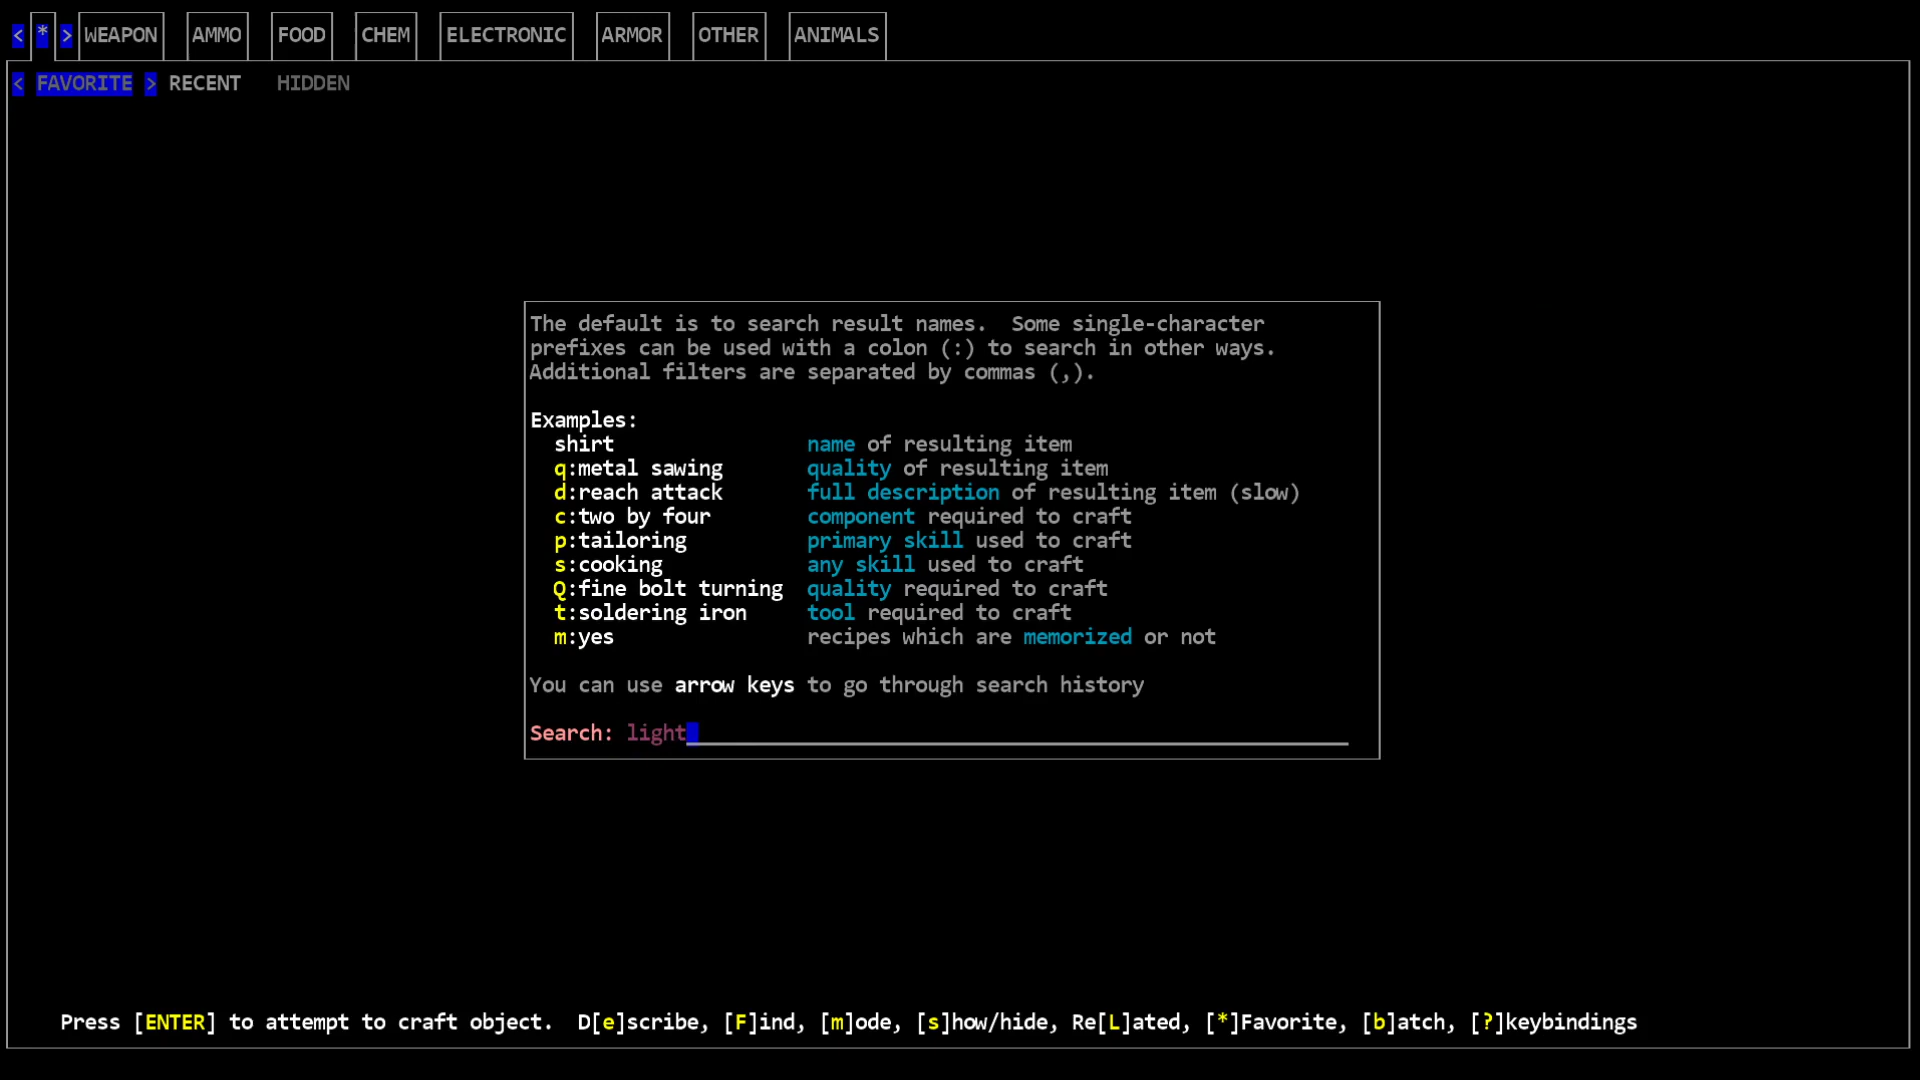 < * > WEAPON AMMO FOOD CHEM ELECTRONIC ARMOR OTHER ANIMALS
< FAVORITE > RECENT HIDDEN
The default is to search result names. Some single-character
prefixes can be used with a colon (:) to search in other ways.
Additional filters are separated by commas (,).
Examples:
shirt name of resulting item
q:metal sawing quality of resulting item
d:reach attack full description of resulting item (slow)
c:two by four component required to craft
p:tailoring primary skill used to craft
s:cooking any skill used to craft
Q:fine bolt turning quality required to craft
t:soldering iron tool required to craft
m:yes recipes which are memorized or not
You can use arrow keys to go through search history
Search: light
Press [ENTER] to attempt to craft object. D[e]scribe, [F]ind, [m]ode, [s]how/hide, Re[L]ated, [*]Favorite, [b]atch, [?]keybindings